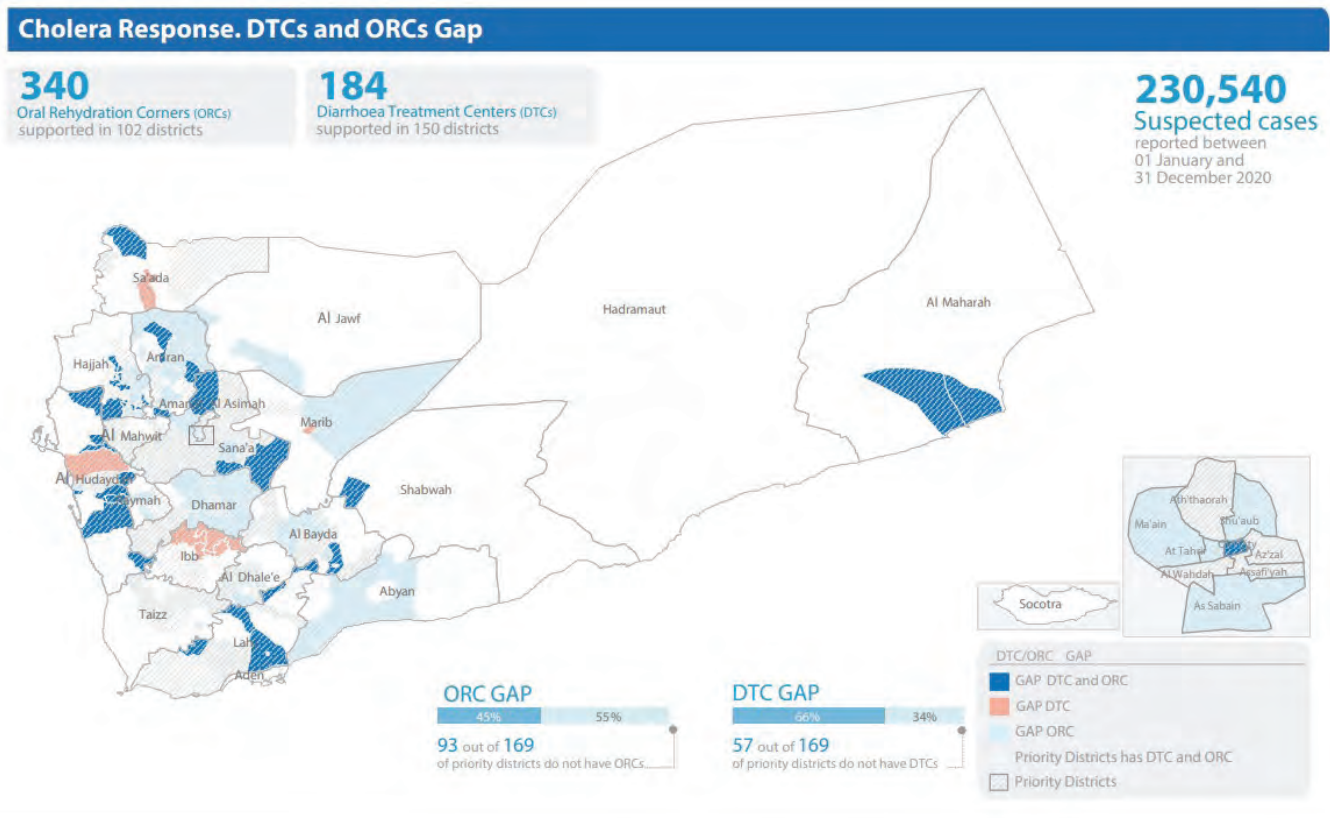 Cholera Response. DTCs and ORCs Gap
340
Oral Rehydration Corners (ORCs)
supported in 102 districts
184
Diarrhoea Treatment Centers (DTCs)
supported in 150 districts
230,540
Suspected cases
reported between
01 January and
31 December 2020
Sa'ada
Al Jawf
Hadramaut
Al Maharah
Hajjah
Amran
Al Asimah
Marib
Al Mahwit
Sana'a
Al Hudaydah
Dhamar
Shabwah
Al Bayda
Ibb
Al Dhale'e
Abyan
Taizz
Lahj
Aden
Ath'thaorah
Ma'ain
Shu'aub
At Tahrir
Az'zal
Al Wahdah
Assafi'yah
As Sabain
Socotra
ORC GAP
45% 55%
93 out of 169
of priority districts do not have ORCs
DTC GAP
66% 34%
57 out of 169
of priority districts do not have DTCs
DTC/ORC GAP
GAP DTC and ORC
GAP DTC
GAP ORC
Priority Districts has DTC and ORC
Priority Districts